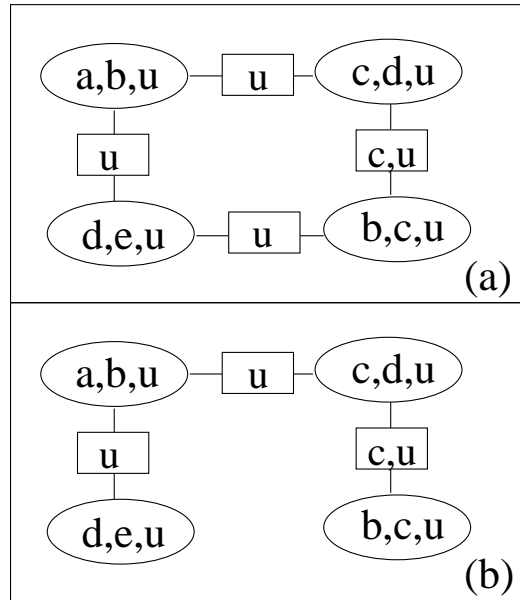 a,b,u u c,d,u
u c,u
d,e,u u b,c,u
(a)
a,b,u u c,d,u
u c,u
d,e,u b,c,u
(b)